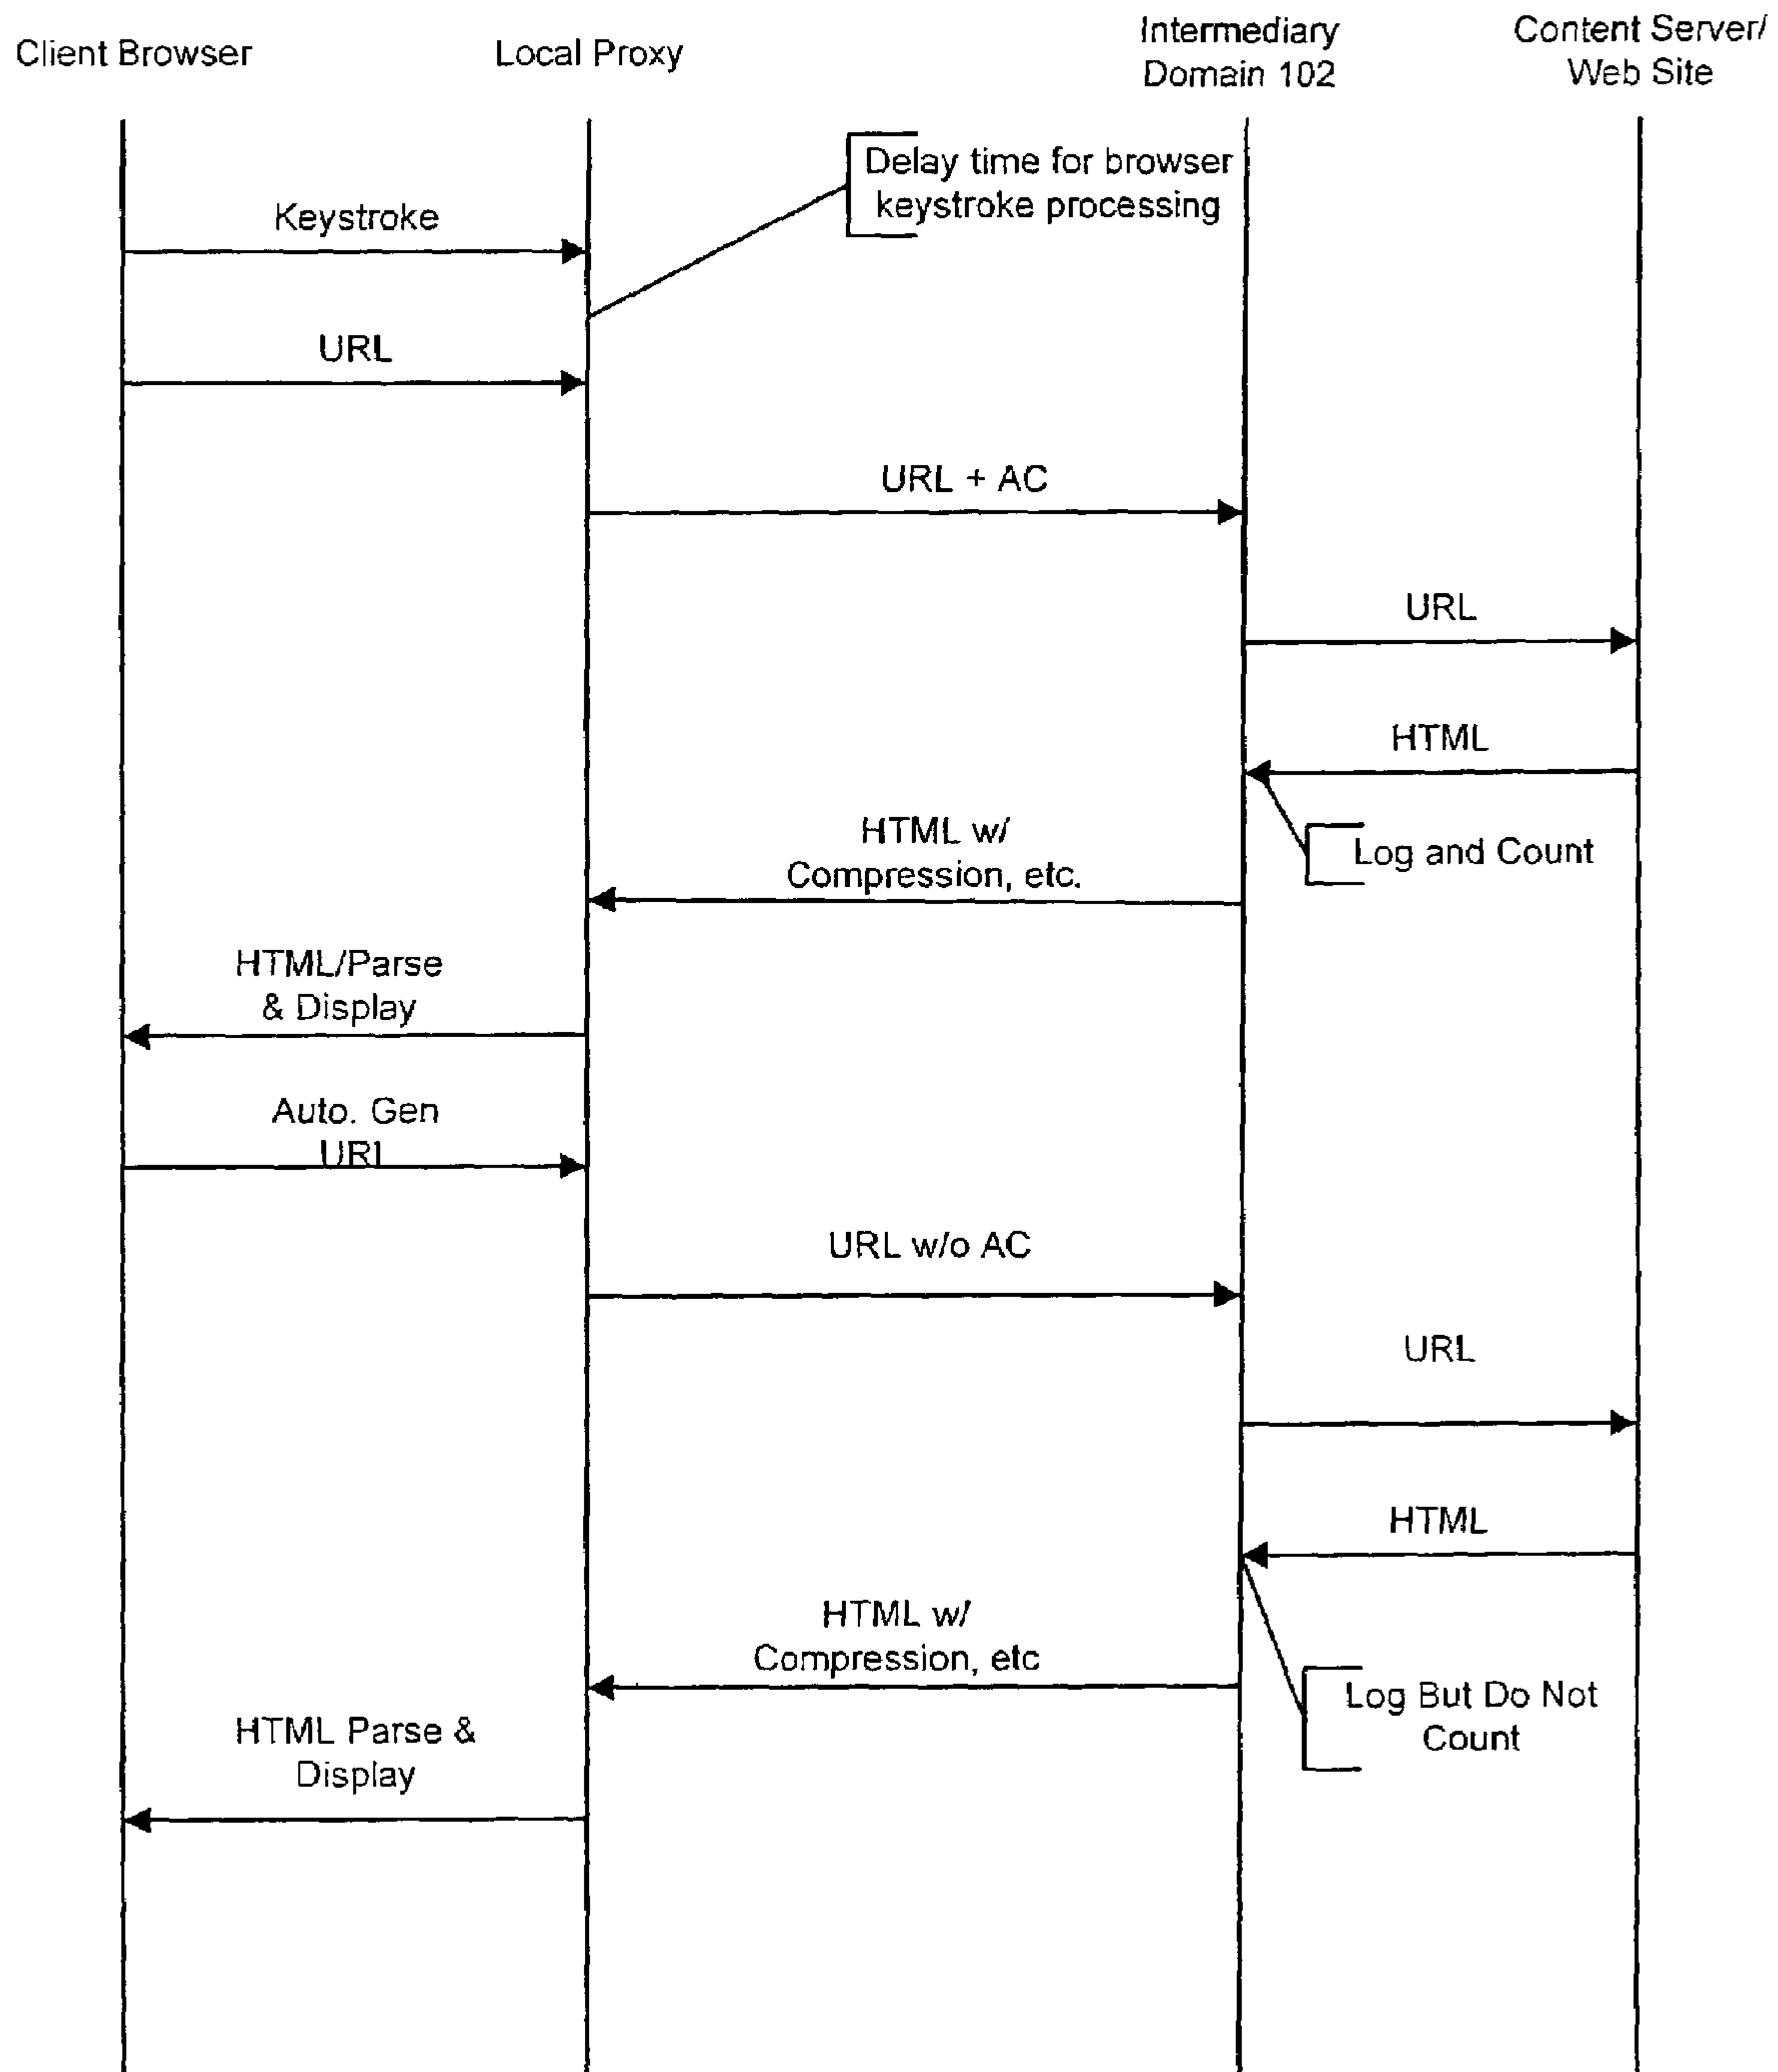 Client Browser
Local Proxy
Intermediary
Domain 102
Content Server/
Web Site
Delay time for browser
keystroke processing
Keystroke
URL
URL + AC
URL
HTML
Log and Count
HTML w/
Compression, etc.
HTML/Parse
& Display
Auto. Gen
URL
URL w/o AC
URL
HTML
HTML w/
Compression, etc
Log But Do Not
Count
HTML Parse &
Display